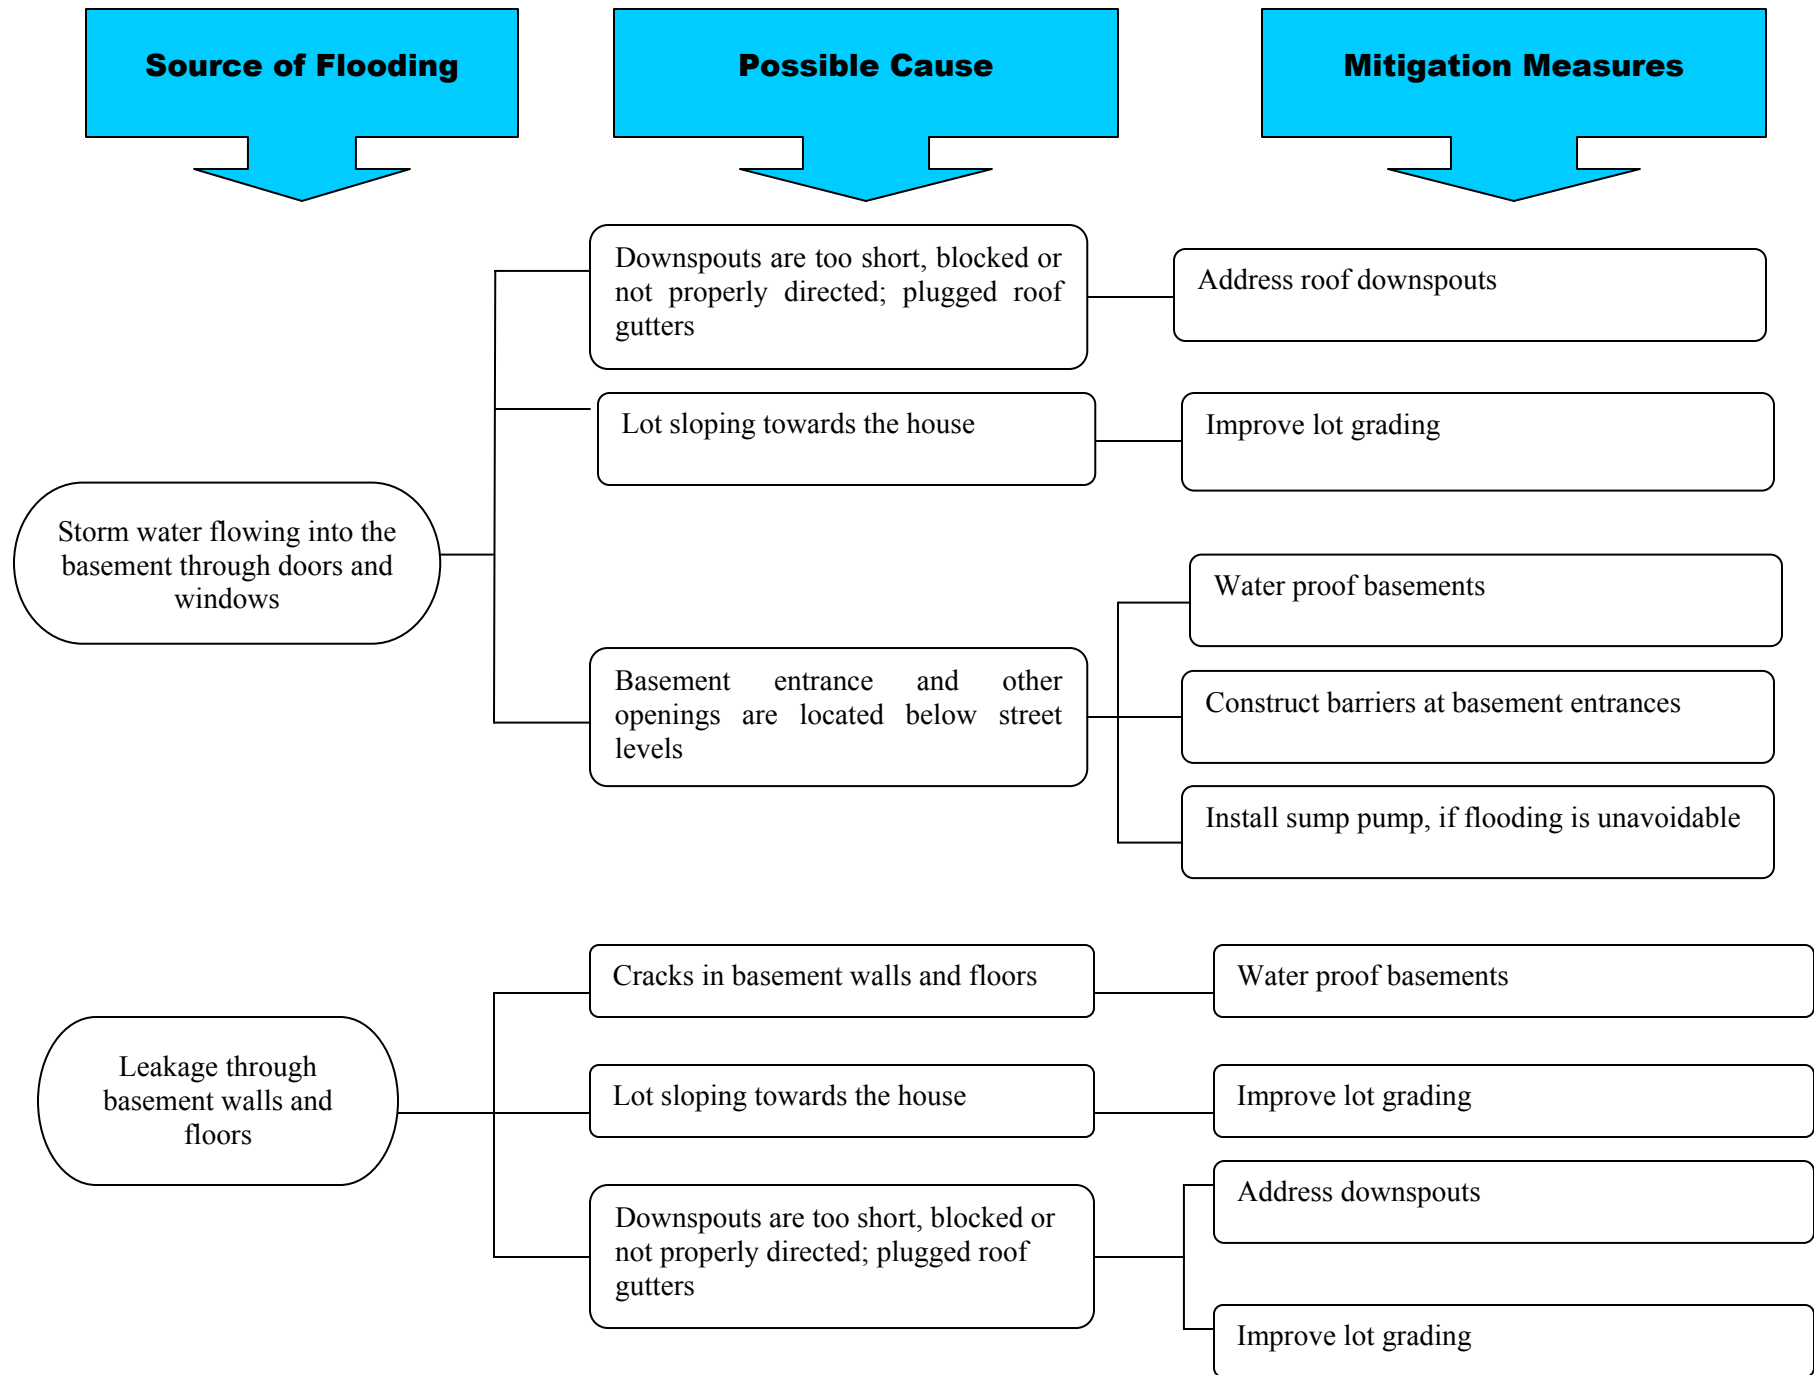 Source of Flooding
Possible Cause
Mitigation Measures
Downspouts are too short, blocked or
not properly directed; plugged roof
gutters
Address roof downspouts
Lot sloping towards the house
Improve lot grading
Storm water flowing into the
basement through doors and
windows
Water proof basements
Basement entrance and other
openings are located below street
levels
Construct barriers at basement entrances
Install sump pump, if flooding is unavoidable
Cracks in basement walls and floors
Water proof basements
Leakage through
basement walls and
floors
Lot sloping towards the house
Improve lot grading
Downspouts are too short, blocked or
not properly directed; plugged roof
gutters
Address downspouts
Improve lot grading